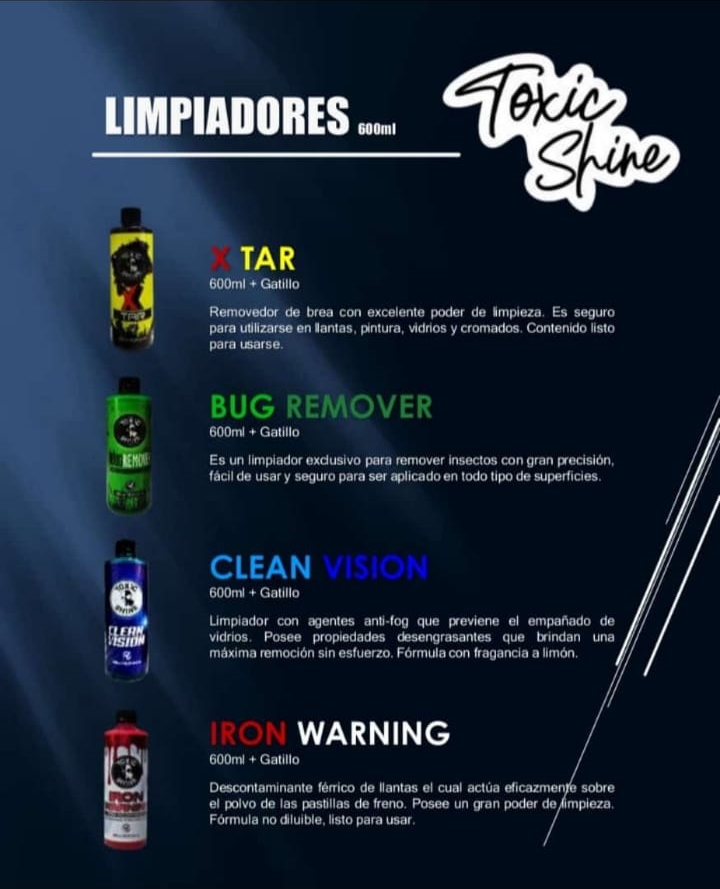 LIMPIADORES 600ml
Toxic
Shine
X TAR
600ml + Gatillo
Removedor de brea con excelente poder de limpieza. Es seguro
para utilizarse en llantas, pintura, vidrios y cromados. Contenido listo
para usarse.
X
TAR
BUG REMOVER
600ml + Gatillo
Es un limpiador exclusivo para remover insectos con gran precisión,
fácil de usar y seguro para ser aplicado en todo tipo de superficies.
CLEAN VISION
600ml + Gatillo
Limpiador con agentes anti-fog que previene el empañado de
vidrios. Posee propiedades desengrasantes que brindan una
máxima remoción sin esfuerzo. Fórmula con fragancia a limón.
TOXIC
SHINE
CLEAN
VISION
IRON WARNING
600ml + Gatillo
Descontaminante férrico de llantas el cual actúa eficazmente sobre
el polvo de las pastillas de freno. Posee un gran poder de limpieza.
Fórmula no diluible, listo para usar.
IRON